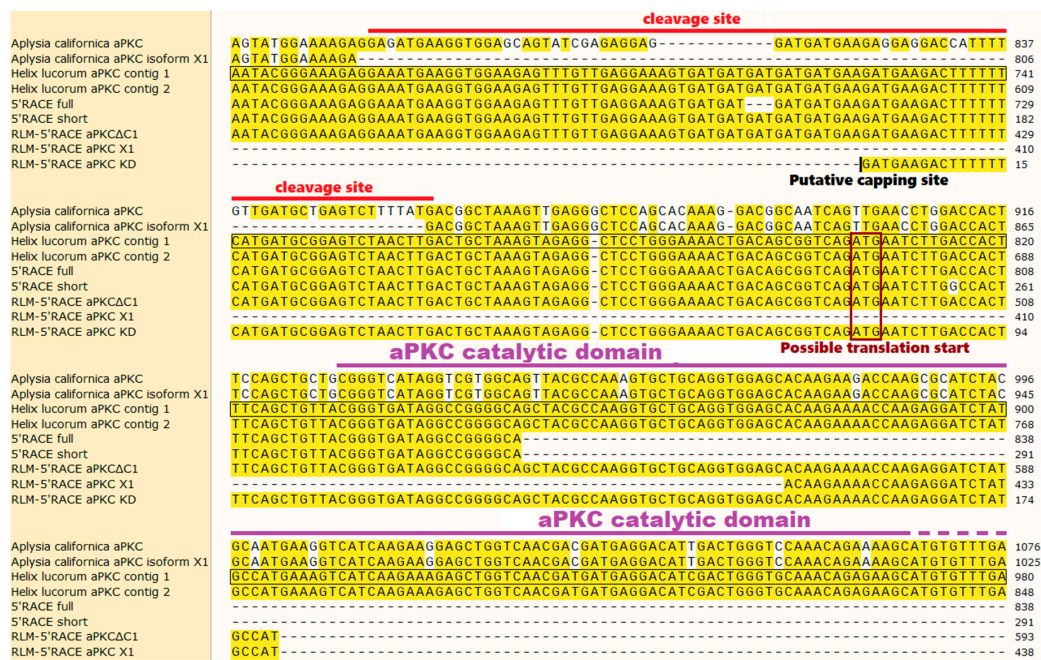 cleavage site
Aplysia californica aPKC AGTATGGAAAAGAGGAGATGAAGGTGGAGCAGTATCGAGAGGAG------------GATGATGAAGAGGAGGACCATTTT 837
Aplysia californica aPKC isoform X1 AGTATGGAAAAGA------------------------------------------------------------------- 806
Helix lucorum aPKC contig 1 AATACGGGAAAGAGGAAATGAAGGTGGAAGAGTTTGTTGAGGAAAGTGATGATGATGATGATGAAGATGAAGACTTTTTT 741
Helix lucorum aPKC contig 2 AATACGGGAAAGAGGAAATGAAGGTGGAAGAGTTTGTTGAGGAAAGTGATGATGATGATGATGAAGATGAAGACTTTTTT 609
5'RACE full AATACGGGAAAGAGGAAATGAAGGTGGAAGAGTTTGTTGAGGAAAGTGATGAT---GATGATGAAGATGAAGACTTTTTT 729
5'RACE short AATACGGGAAAGAGGAAATGAAGGTGGAAGAGTTTGTTGAGGAAAGTGATGATGATGATGATGAAGATGAAGACTTTTTT 182
RLM-5'RACE aPKCΔC1 AATACGGGAAAGAGGAAATGAAGGTGGAAGAGTTTGTTGAGGAAAGTGATGATGATGATGATGAAGATGAAGACTTTTTT 429
RLM-5'RACE aPKC X1 -------------------------------------------------------------------------------- 410
RLM-5'RACE aPKC KD -----------------------------------------------------------------GATGAAGACTTTTTT 15
Putative capping site
cleavage site
Aplysia californica aPKC GTTGATGCTGAGTCTTTTATGACGGCTAAAGTTGAGGGCTCCAGCACAAAG-GACGGCAATCAGTTGAACCTGGACCACT 916
Aplysia californica aPKC isoform X1 --------------------GACGGCTAAAGTTGAGGGCTCCAGCACAAAG-GACGGCAATCAGTTGAACCTGGACCACT 865
Helix lucorum aPKC contig 1 CATGATGCGGAGTCTAACTTGACTGCTAAAGTAGAGG-CTCCTGGGAAAACTGACAGCGGTCAGATGAATCTTGACCACT 820
Helix lucorum aPKC contig 2 CATGATGCGGAGTCTAACTTGACTGCTAAAGTAGAGG-CTCCTGGGAAAACTGACAGCGGTCAGATGAATCTTGACCACT 688
5'RACE full CATGATGCGGAGTCTAACTTGACTGCTAAAGTAGAGG-CTCCTGGGAAAACTGACAGCGGTCAGATGAATCTTGACCACT 808
5'RACE short CATGATGCGGAGTCTAACTTGACTGCTAAAGTAGAGG-CTCCTGGGAAAACTGACAGCGGTCAGATGAATCTTGGCCACT 261
RLM-5'RACE aPKCΔC1 CATGATGCGGAGTCTAACTTGACTGCTAAAGTAGAGG-CTCCTGGGAAAACTGACAGCGGTCAGATGAATCTTGACCACT 508
RLM-5'RACE aPKC X1 -------------------------------------------------------------------------------- 410
RLM-5'RACE aPKC KD CATGATGCGGAGTCTAACTTGACTGCTAAAGTAGAGG-CTCCTGGGAAAACTGACAGCGGTCAGATGAATCTTGACCACT 94
Possible translation start
aPKC catalytic domain
Aplysia californica aPKC TCCAGCTGCTGCGGGTCATAGGTCGTGGCAGTTACGCCAAAGTGCTGCAGGTGGAGCACAAGAAGACCAAGCGCATCTAC 996
Aplysia californica aPKC isoform X1 TCCAGCTGCTGCGGGTCATAGGTCGTGGCAGTTACGCCAAAGTGCTGCAGGTGGAGCACAAGAAGACCAAGCGCATCTAC 945
Helix lucorum aPKC contig 1 TTCAGCTGTTACGGGTGATAGGCCGGGGCAGCTACGCCAAGGTGCTGCAGGTGGAGCACAAGAAAACCAAGAGGATCTAT 900
Helix lucorum aPKC contig 2 TTCAGCTGTTACGGGTGATAGGCCGGGGCAGCTACGCCAAGGTGCTGCAGGTGGAGCACAAGAAAACCAAGAGGATCTAT 768
5'RACE full TTCAGCTGTTACGGGTGATAGGCCGGGGCA-------------------------------------------------- 838
5'RACE short TTCAGCTGTTACGGGTGATAGGCCGGGGCA-------------------------------------------------- 291
RLM-5'RACE aPKCΔC1 TTCAGCTGTTACGGGTGATAGGCCGGGGCAGCTACGCCAAGGTGCTGCAGGTGGAGCACAAGAAAACCAAGAGGATCTAT 588
RLM-5'RACE aPKC X1 ---------------------------------------------------------ACAAGAAAACCAAGAGGATCTAT 433
RLM-5'RACE aPKC KD TTCAGCTGTTACGGGTGATAGGCCGGGGCAGCTACGCCAAGGTGCTGCAGGTGGAGCACAAGAAAACCAAGAGGATCTAT 174
aPKC catalytic domain
Aplysia californica aPKC GCAATGAAGGTCATCAAGAAGGAGCTGGTCAACGACGATGAGGACATTGACTGGGTCCAAACAGAAAAGCATGTGTTTGA 1076
Aplysia californica aPKC isoform X1 GCAATGAAGGTCATCAAGAAGGAGCTGGTCAACGACGATGAGGACATTGACTGGGTCCAAACAGAAAAGCATGTGTTTGA 1025
Helix lucorum aPKC contig 1 GCCATGAAAGTCATCAAGAAAGAGCTGGTCAACGATGATGAGGACATCGACTGGGTGCAAACAGAGAAGCATGTGTTTGA 980
Helix lucorum aPKC contig 2 GCCATGAAAGTCATCAAGAAAGAGCTGGTCAACGATGATGAGGACATCGACTGGGTGCAAACAGAGAAGCATGTGTTTGA 848
5'RACE full -------------------------------------------------------------------------------- 838
5'RACE short -------------------------------------------------------------------------------- 291
RLM-5'RACE aPKCΔC1 GCCAT--------------------------------------------------------------------------- 593
RLM-5'RACE aPKC X1 GCCAT--------------------------------------------------------------------------- 438